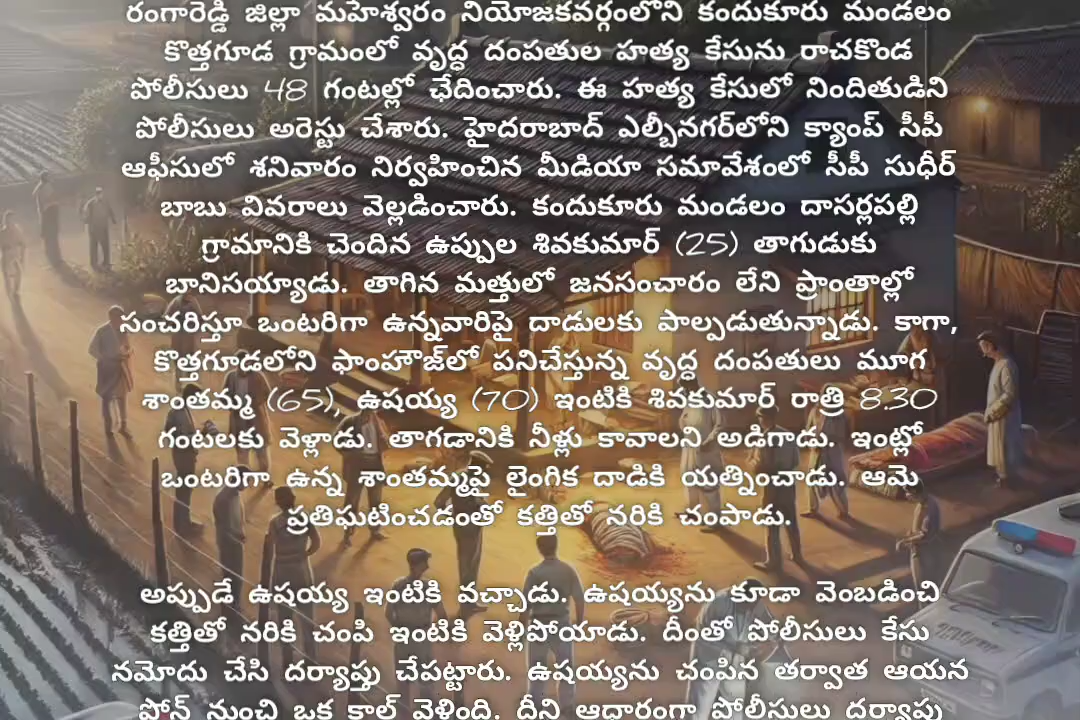 రంగారెడ్డి జిల్లా మహేశ్వరం నియోజకవర్గంలోని కందుకూరు మండలం
కొత్తగూడ గ్రామంలో వృద్ధ దంపతుల హత్య కేసును రాచకొండ
పోలీసులు 48 గంటల్లో ఛేదించారు. ఈ హత్య కేసులో నిందితుడిని
పోలీసులు అరెస్టు చేశారు. హైదరాబాద్ ఎల్బీనగర్‌లోని క్యాంప్ సీపీ
ఆఫీసులో శనివారం నిర్వహించిన మీడియా సమావేశంలో సీపీ సుధీర్
బాబు వివరాలు వెల్లడించారు. కందుకూరు మండలం దాసర్లపల్లి
గ్రామానికి చెందిన ఉప్పుల శివకుమార్ (25) తాగుడుకు
బానిసయ్యాడు. తాగిన మత్తులో జనసంచారం లేని ప్రాంతాల్లో
సంచరిస్తూ ఒంటరిగా ఉన్నవారిపై దాడులకు పాల్పడుతున్నాడు. కాగా,
కొత్తగూడలోని ఫాంహౌజ్‌లో పనిచేస్తున్న వృద్ధ దంపతులు మూగ
శాంతమ్మ (65), ఉషయ్య (70) ఇంటికి శివకుమార్ రాత్రి 8.30
గంటలకు వెళ్లాడు. తాగడానికి నీళ్లు కావాలని అడిగాడు. ఇంట్లో
ఒంటరిగా ఉన్న శాంతమ్మపై లైంగిక దాడికి యత్నించాడు. ఆమె
ప్రతిఘటించడంతో కత్తితో నరికి చంపాడు.
అప్పుడే ఉషయ్య ఇంటికి వచ్చాడు. ఉషయ్యను కూడా వెంబడించి
కత్తితో నరికి చంపి ఇంటికి వెళ్లిపోయాడు. దీంతో పోలీసులు కేసు
నమోదు చేసి దర్యాప్తు చేపట్టారు. ఉషయ్యను చంపిన తర్వాత ఆయన
ఫోన్ నుంచి ఒక కాల్ వెళ్లింది. దీని ఆధారంగా పోలీసులు దర్యాప్తు